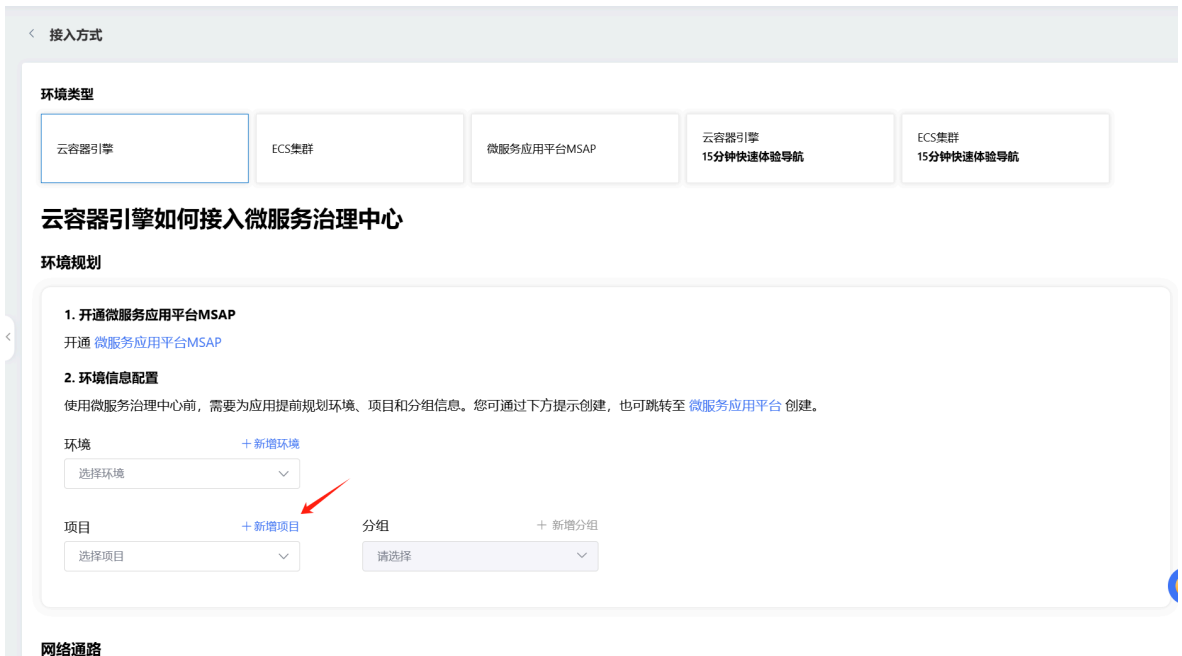 接入方式
环境类型
云容器引擎
ECS集群
微服务应用平台MSAP
云容器引擎
15分钟快速体验导航
ECS集群
15分钟快速体验导航
云容器引擎如何接入微服务治理中心
环境规划
1. 开通微服务应用平台MSAP
开通 微服务应用平台MSAP
2. 环境信息配置
使用微服务治理中心前，需要为应用提前规划环境、项目和分组信息。您可通过下方提示创建，也可跳转至 微服务应用平台 创建。
环境 +新增环境
选择环境
项目 +新增项目 分组 + 新增分组
选择项目 请选择
网络通路